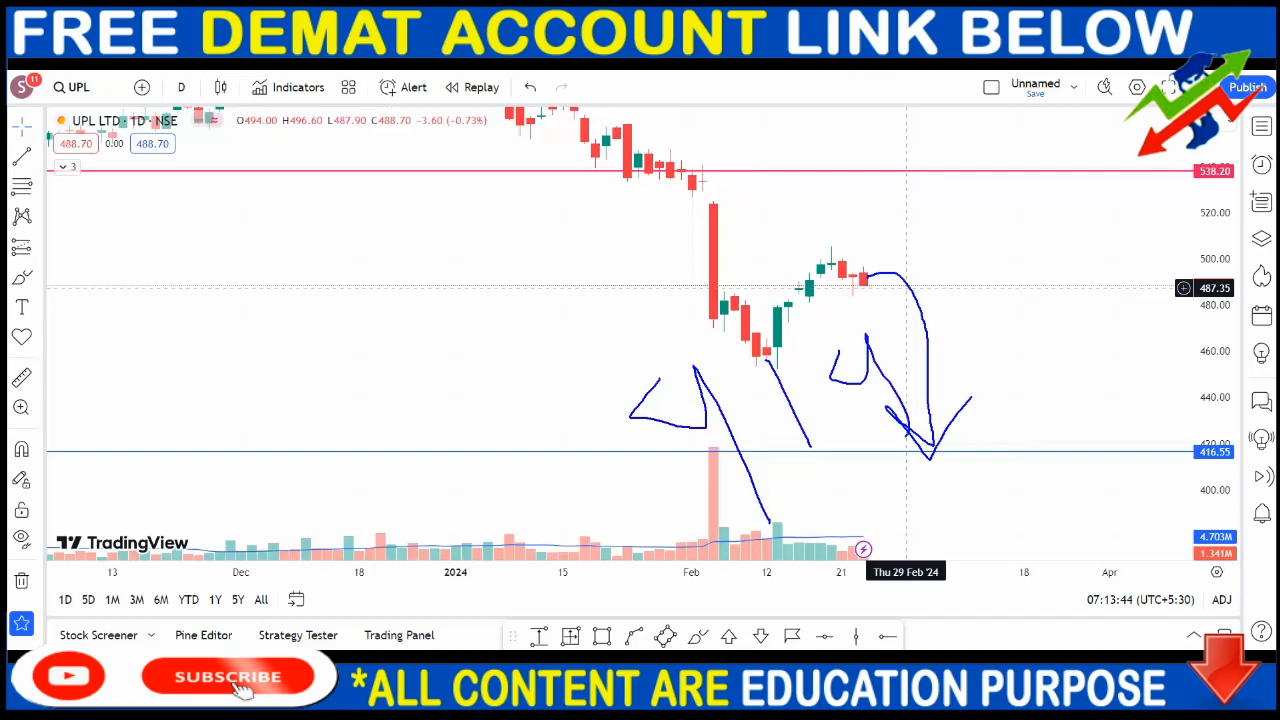 FREE DEMAT ACCOUNT LINK BELOW
S 11 UPL D Indicators Alert Replay Unnamed Save Publish
UPL LTD · 1D · NSE O494.00 H496.60 L487.90 C488.70 −3.60 (−0.73%)
488.70 0.00 488.70
3
538.20
520.00
500.00
487.35
480.00
460.00
440.00
420.00
416.55
400.00
TradingView
4.703M
1.341M
13 Dec 18 2024 15 Feb 12 21 Thu 29 Feb '24 18 Apr
1D 5D 1M 3M 6M YTD 1Y 5Y All 07:13:44 (UTC+5:30) ADJ
Stock Screener Pine Editor Strategy Tester Trading Panel
SUBSCRIBE
*ALL CONTENT ARE EDUCATION PURPOSE